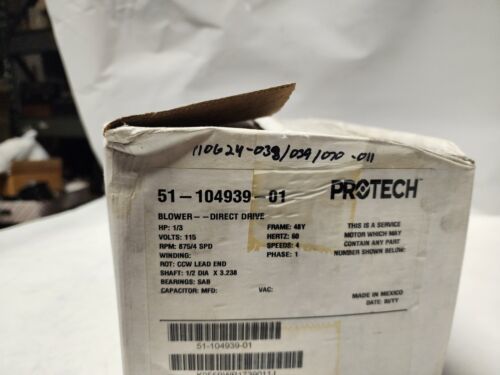 110624-038/039/020-011
51-104939-01
PROTECH
BLOWER--DIRECT DRIVE
HP: 1/3
FRAME: 48Y
VOLTS: 115
HERTZ: 60
RPM: 875/4 SPD
SPEEDS: 4
WINDING:
PHASE: 1
ROT: CCW LEAD END
SHAFT: 1/2 DIA X 3.238
BEARINGS: SAB
CAPACITOR: MFD:
VAC:
THIS IS A SERVICE
MOTOR WHICH MAY
CONTAIN ANY PART
NUMBER SHOWN BELOW:
MADE IN MEXICO
51-104939-01